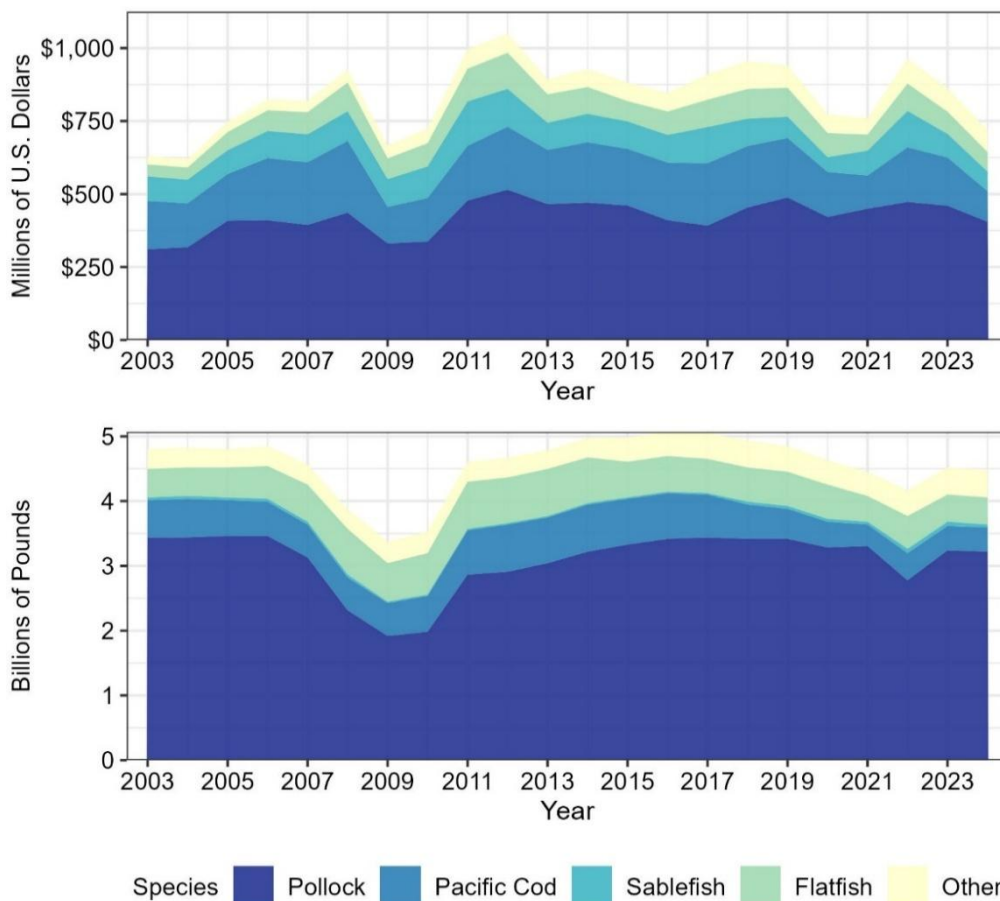 Millions of U.S. Dollars
$1,000
$750
$500
$250
$0
2003 2005 2007 2009 2011 2013 2015 2017 2019 2021 2023
Year
Billions of Pounds
5
4
3
2
1
0
2003 2005 2007 2009 2011 2013 2015 2017 2019 2021 2023
Year
Species Pollock Pacific Cod Sablefish Flatfish Other